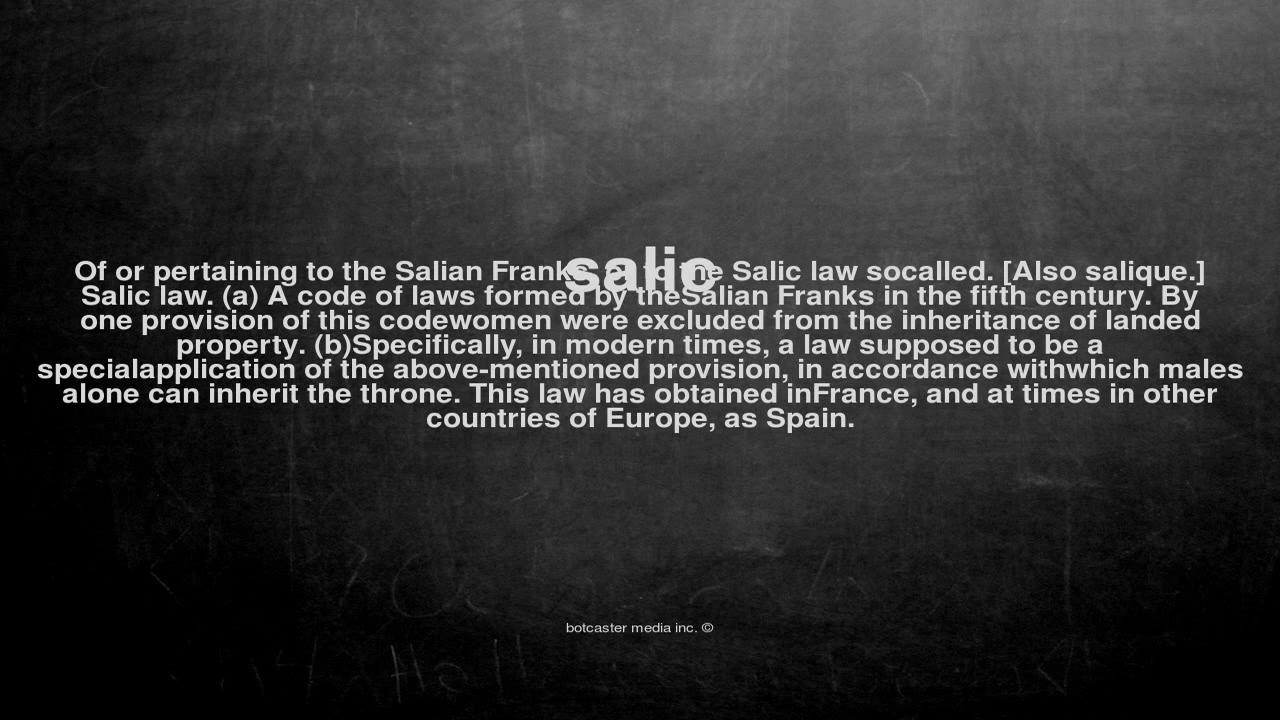 salic
Of or pertaining to the Salian Franks, or to the Salic law socalled. [Also salique.]
Salic law. (a) A code of laws formed by theSalian Franks in the fifth century. By
one provision of this codewomen were excluded from the inheritance of landed
property. (b)Specifically, in modern times, a law supposed to be a
specialapplication of the above-mentioned provision, in accordance withwhich males
alone can inherit the throne. This law has obtained inFrance, and at times in other
countries of Europe, as Spain.
botcaster media inc. ©